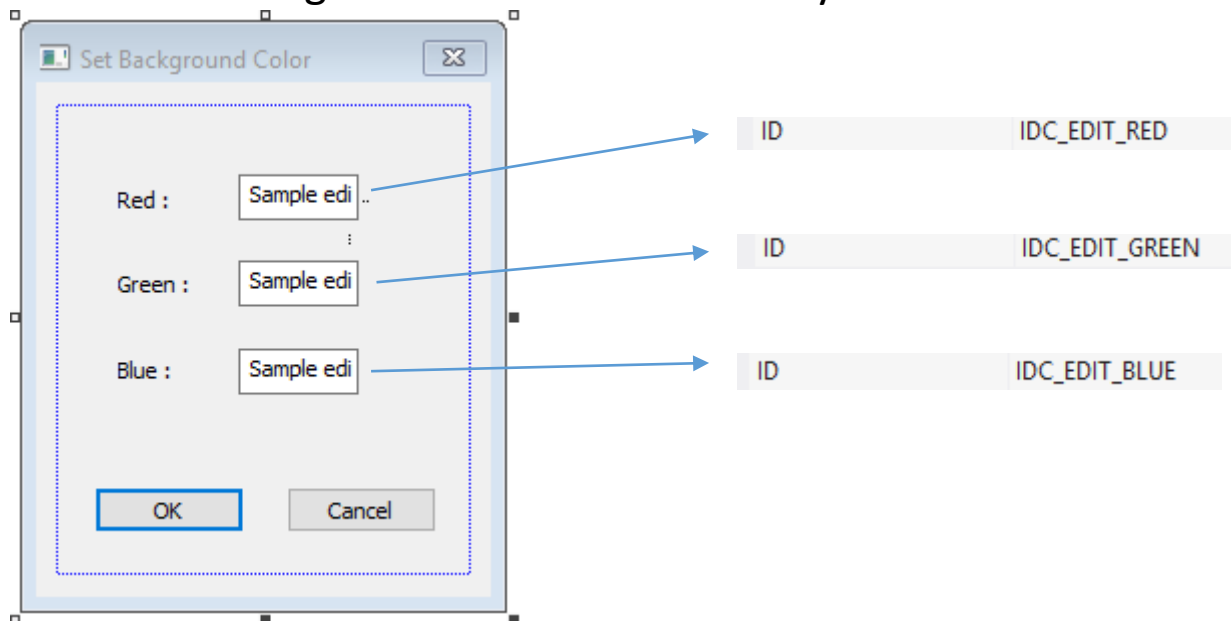 Set Background Color
Red :
Sample edi
ID
IDC_EDIT_RED
Green :
Sample edi
ID
IDC_EDIT_GREEN
Blue :
Sample edi
ID
IDC_EDIT_BLUE
OK
Cancel